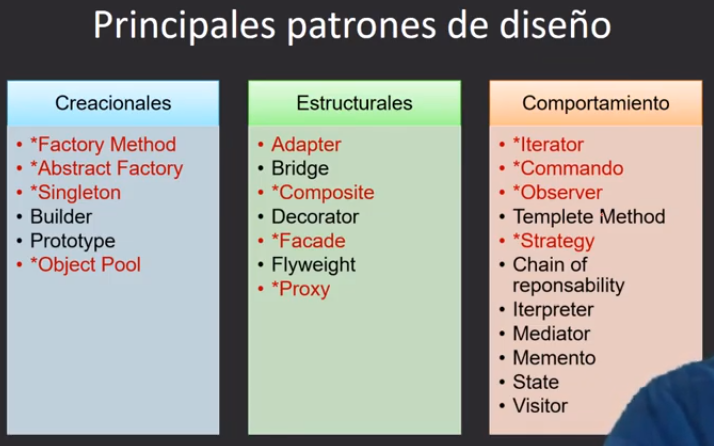 Principales patrones de diseño
Creacionales
• *Factory Method
• *Abstract Factory
• *Singleton
• Builder
• Prototype
• *Object Pool
Estructurales
• Adapter
• Bridge
• *Composite
• Decorator
• *Facade
• Flyweight
• *Proxy
Comportamiento
• *Iterator
• *Commando
• *Observer
• Templete Method
• *Strategy
• Chain of
reponsability
• Iterpreter
• Mediator
• Memento
• State
• Visitor